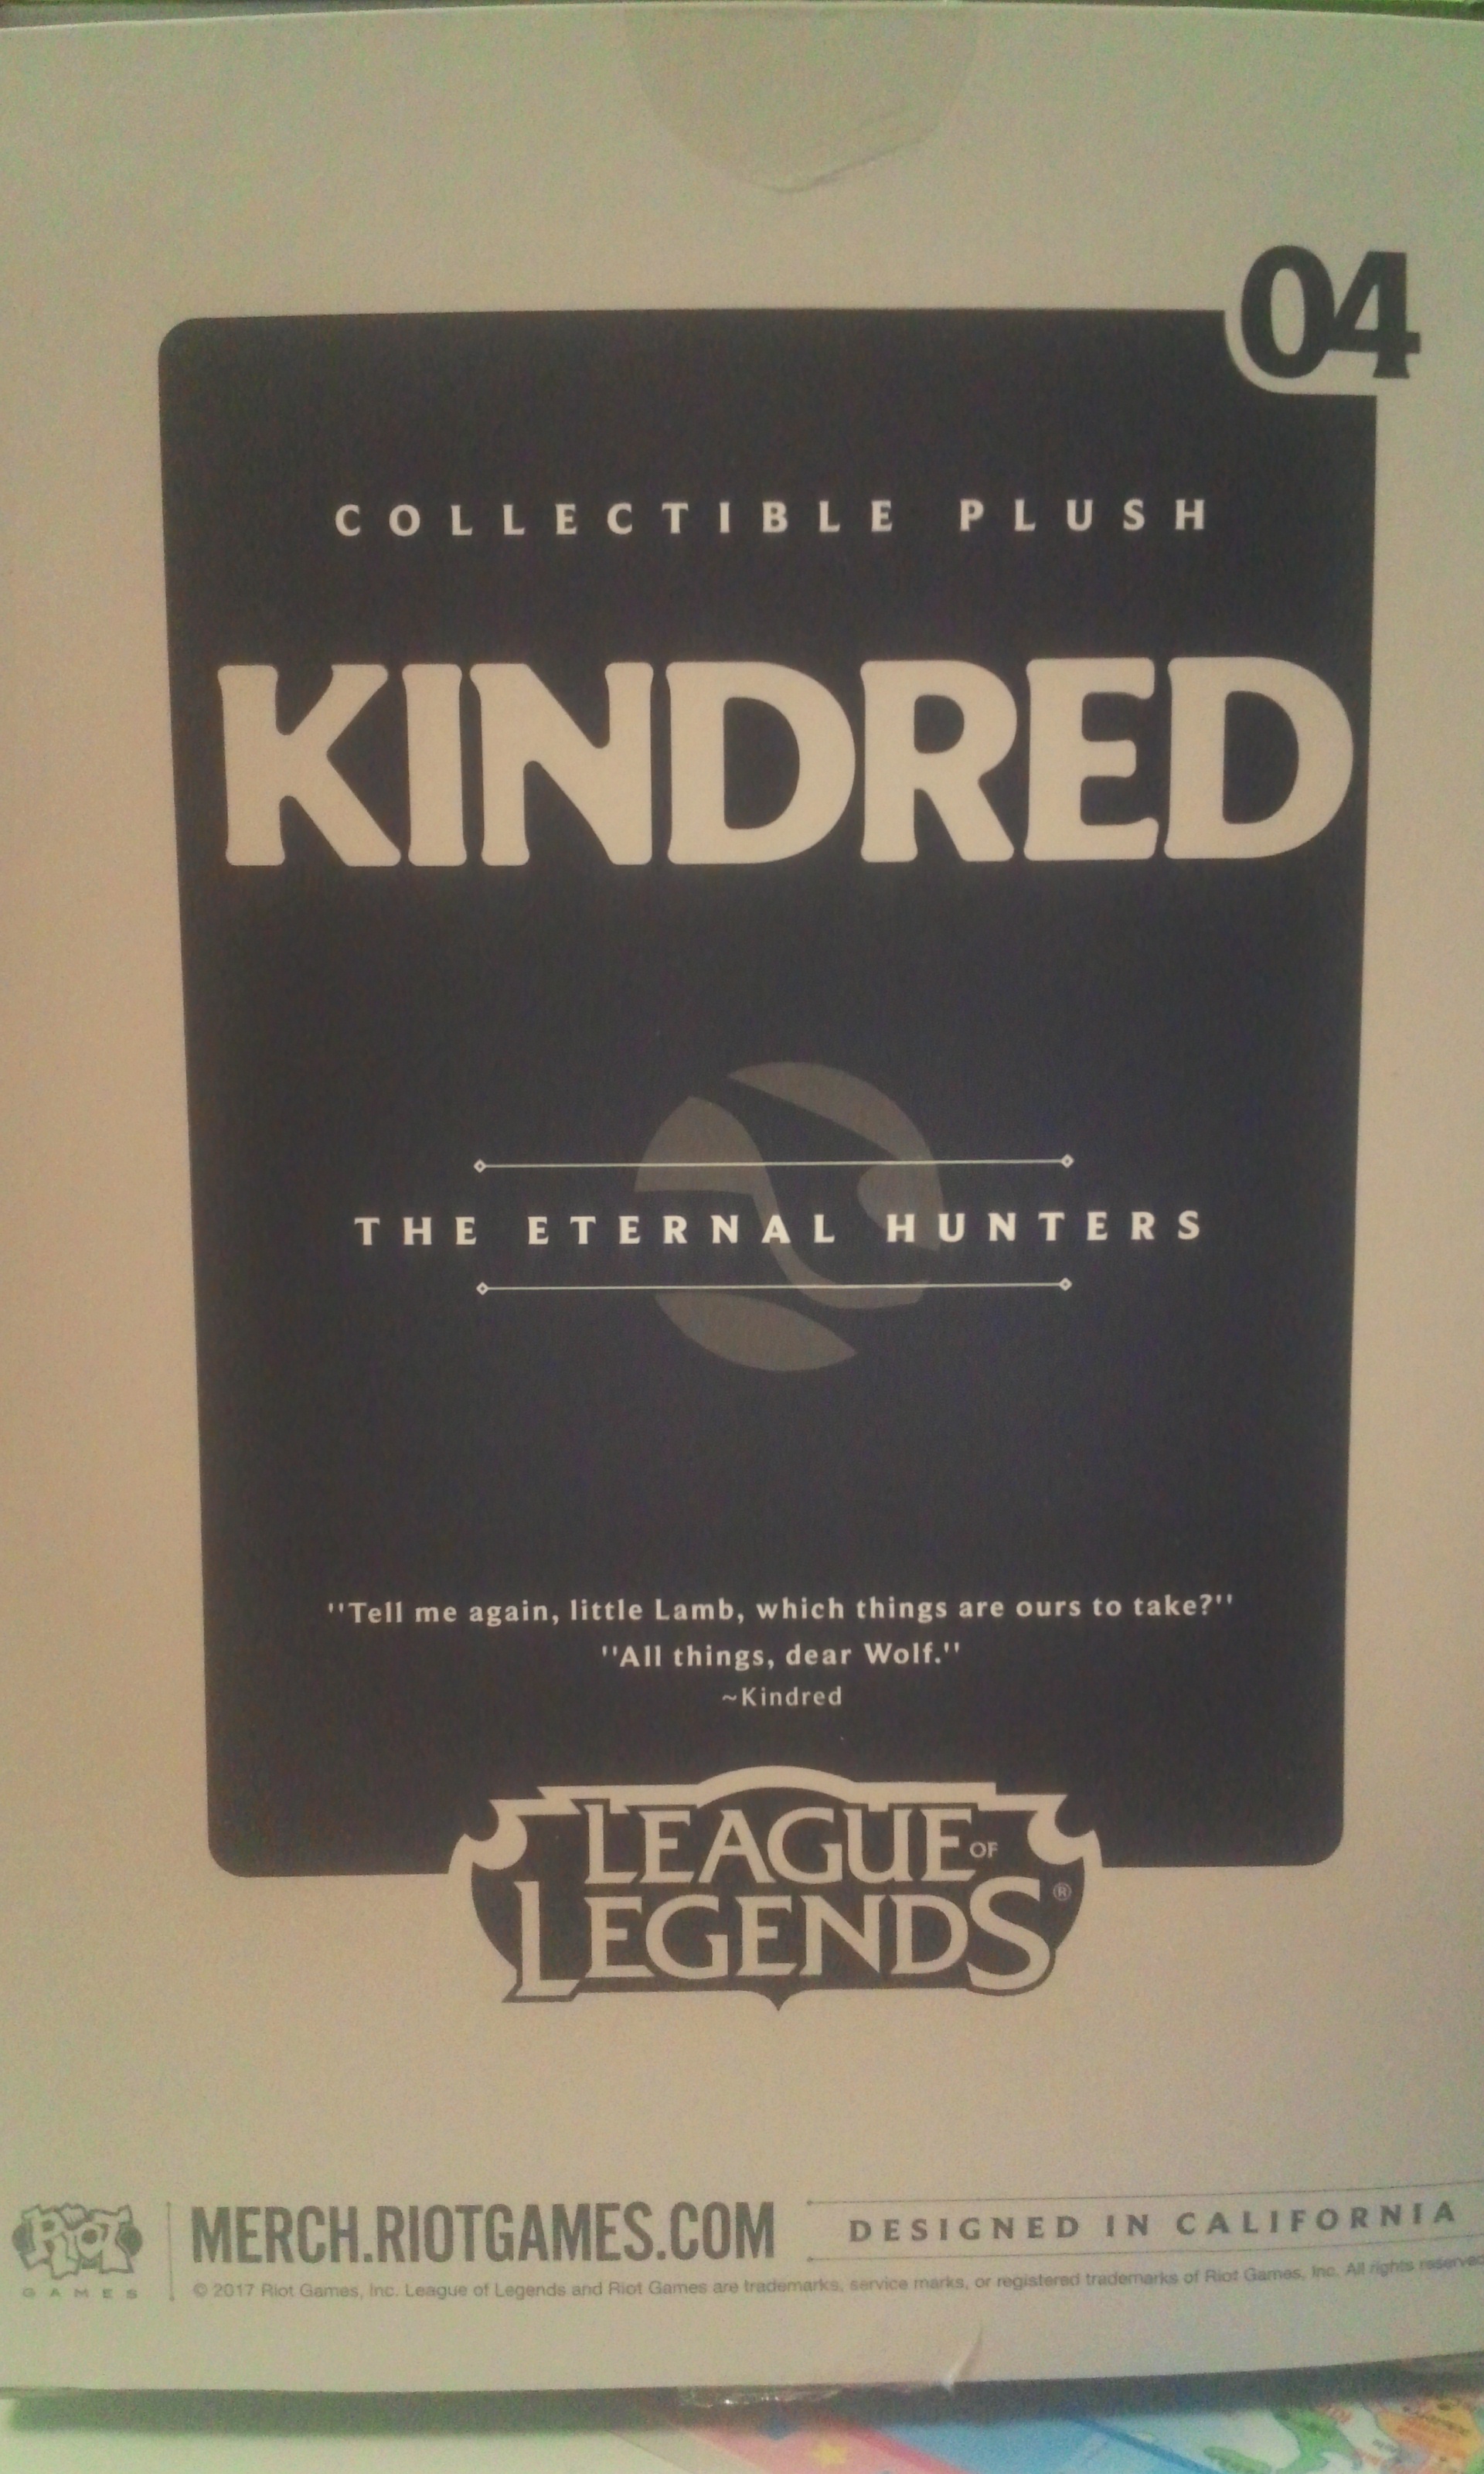 04
COLLECTIBLE PLUSH
KINDRED
THE ETERNAL HUNTERS
''Tell me again, little Lamb, which things are ours to take?''
''All things, dear Wolf.''
~Kindred
LEAGUE OF
LEGENDS®
RIOT
GAMES
MERCH.RIOTGAMES.COM
DESIGNED IN CALIFORNIA
© 2017 Riot Games, Inc. League of Legends and Riot Games are trademarks, service marks, or registered trademarks of Riot Games, Inc. All rights reserved